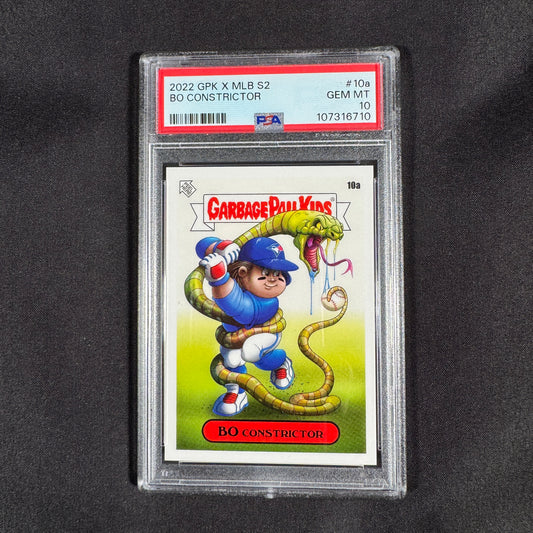 2022 GPK X MLB S2 #10a
BO CONSTRICTOR GEM MT
10
PSA 107316710
10a
GARBAGE PAIL KIDS
BO CONSTRICTOR